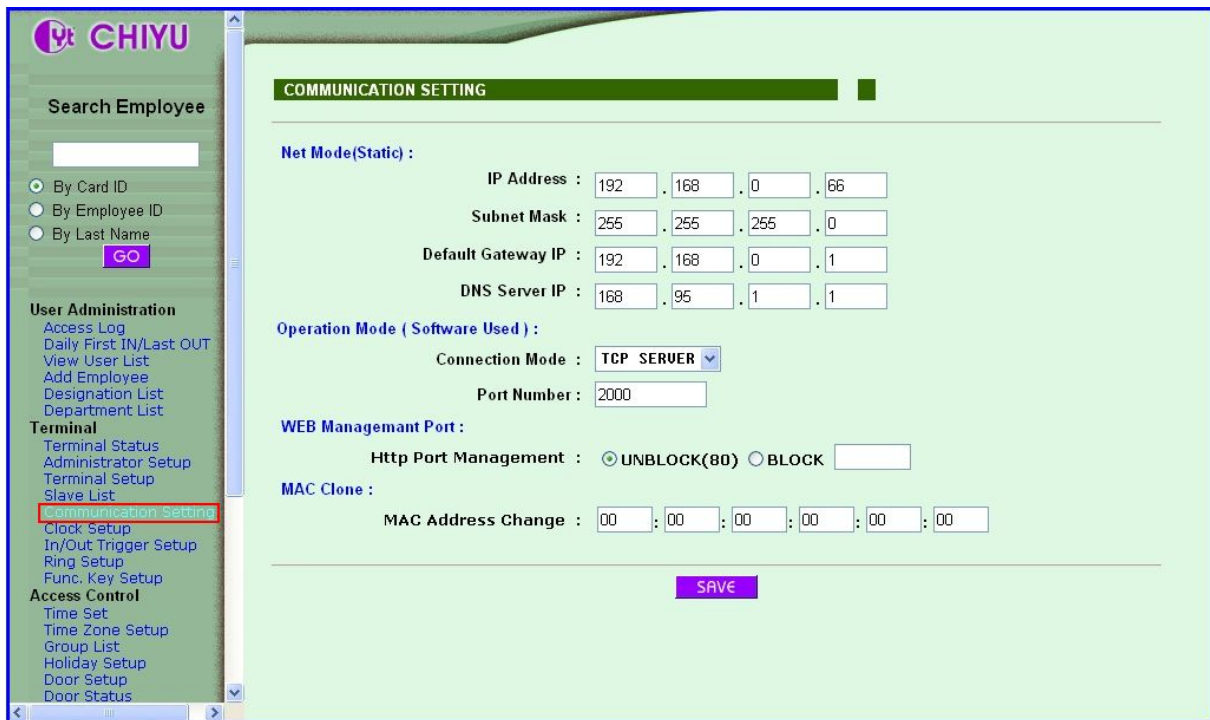 CHIYU
Search Employee
By Card ID
By Employee ID
By Last Name
GO
User Administration
Access Log
Daily First IN/Last OUT
View User List
Add Employee
Designation List
Department List
Terminal
Terminal Status
Administrator Setup
Terminal Setup
Slave List
Communication Setting
Clock Setup
In/Out Trigger Setup
Ring Setup
Func. Key Setup
Access Control
Time Set
Time Zone Setup
Group List
Holiday Setup
Door Setup
Door Status
COMMUNICATION SETTING
Net Mode(Static) :
IP Address : 192 . 168 . 0 . 66
Subnet Mask : 255 . 255 . 255 . 0
Default Gateway IP : 192 . 168 . 0 . 1
DNS Server IP : 168 . 95 . 1 . 1
Operation Mode ( Software Used ) :
Connection Mode : TCP SERVER
Port Number : 2000
WEB Managemant Port :
Http Port Management : UNBLOCK(80) BLOCK
MAC Clone :
MAC Address Change : 00 : 00 : 00 : 00 : 00 : 00
SAVE